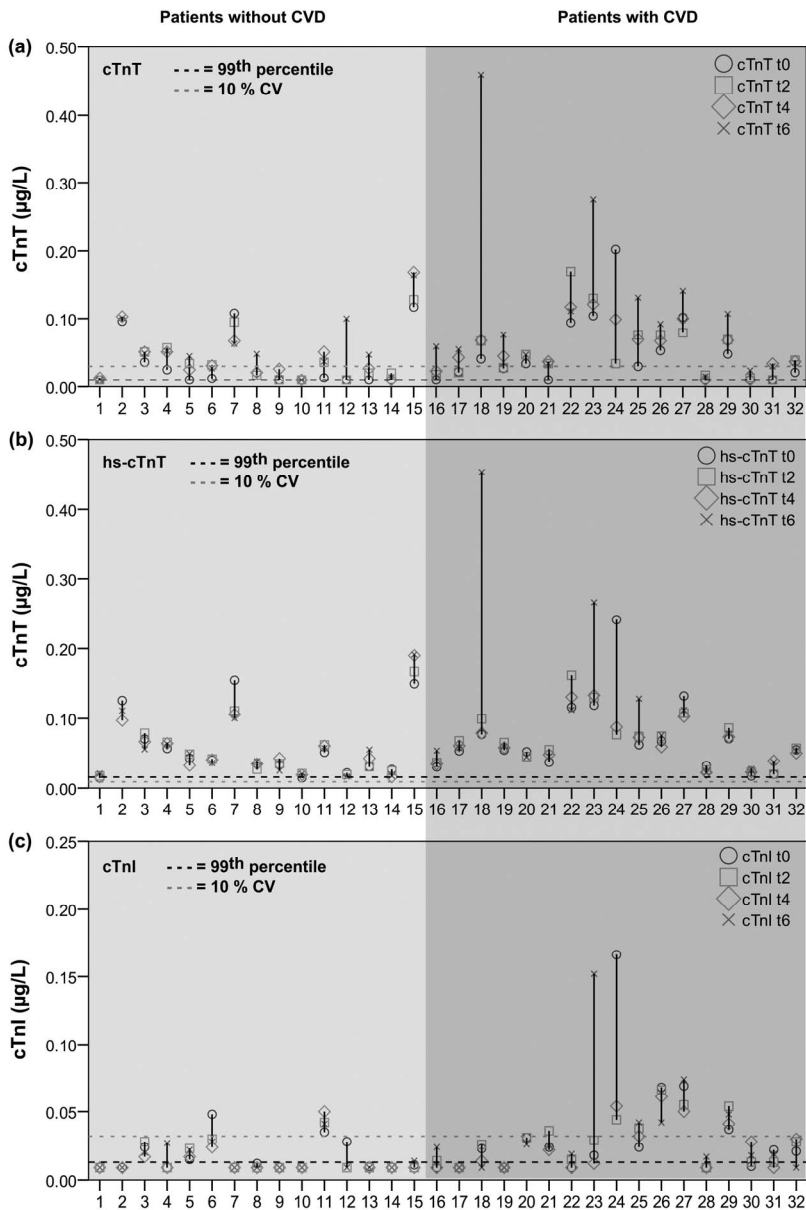 Patients without CVD Patients with CVD
(a)
cTnT = 99th percentile
= 10 % CV
cTnT t0
cTnT t2
cTnT t4
cTnT t6
cTnT (µg/L)
0.50
0.40
0.30
0.20
0.10
0.00
1 2 3 4 5 6 7 8 9 10 11 12 13 14 15 16 17 18 19 20 21 22 23 24 25 26 27 28 29 30 31 32
(b)
hs-cTnT = 99th percentile
= 10 % CV
hs-cTnT t0
hs-cTnT t2
hs-cTnT t4
hs-cTnT t6
cTnT (µg/L)
0.50
0.40
0.30
0.20
0.10
0.00
1 2 3 4 5 6 7 8 9 10 11 12 13 14 15 16 17 18 19 20 21 22 23 24 25 26 27 28 29 30 31 32
(c)
cTnI = 99th percentile
= 10 % CV
cTnI t0
cTnI t2
cTnI t4
cTnI t6
cTnI (µg/L)
0.25
0.20
0.15
0.10
0.05
0.00
1 2 3 4 5 6 7 8 9 10 11 12 13 14 15 16 17 18 19 20 21 22 23 24 25 26 27 28 29 30 31 32